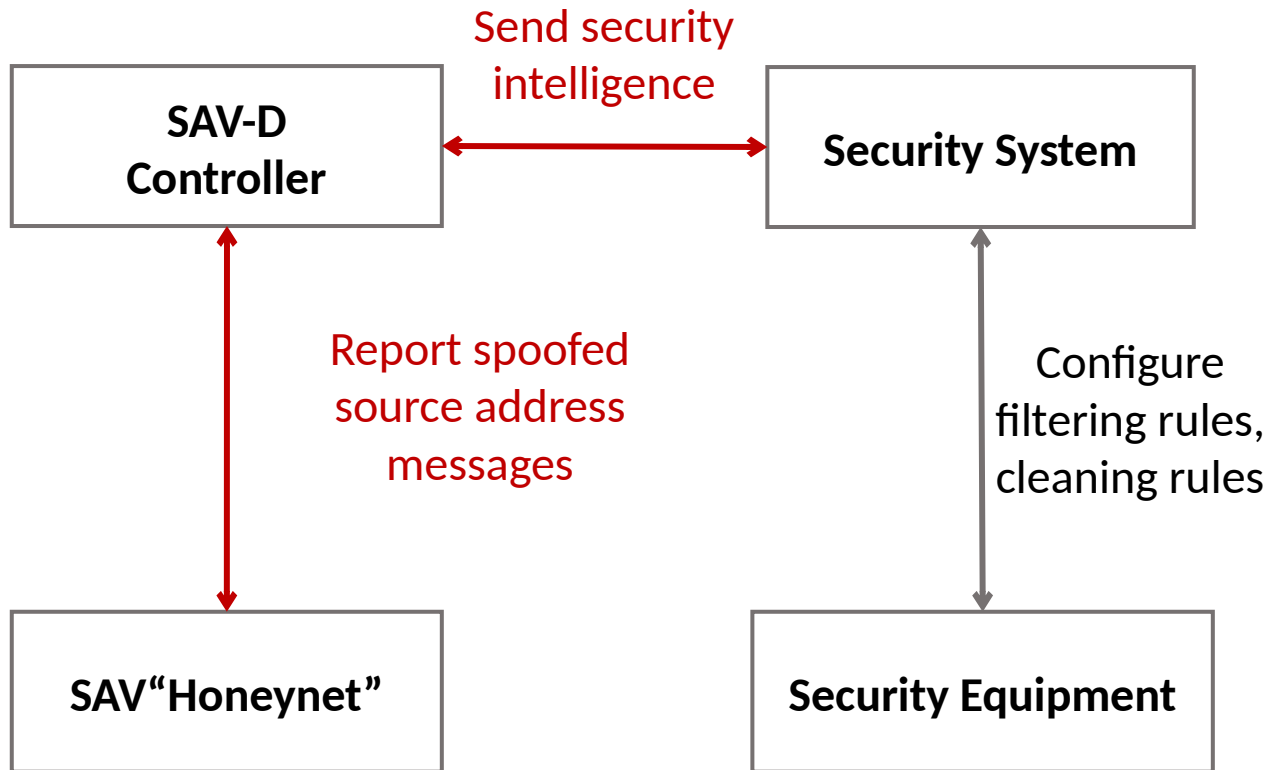 Send security
intelligence
SAV-D
Controller
Security System
Report spoofed
source address
messages
Configure
filtering rules,
cleaning rules
SAV“Honeynet”
Security Equipment